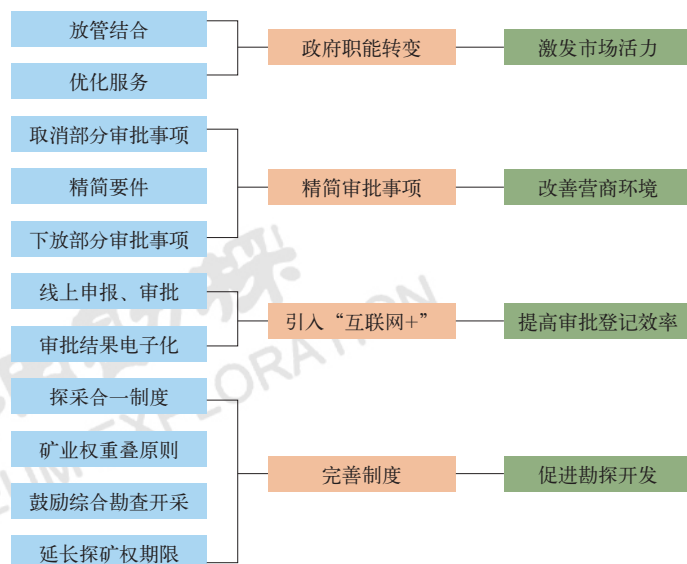 放管结合
优化服务
政府职能转变
激发市场活力
取消部分审批事项
精简要件
下放部分审批事项
精简审批事项
改善营商环境
线上申报、审批
审批结果电子化
引入“互联网+”
提高审批登记效率
探采合一制度
矿业权重叠原则
鼓励综合勘查开采
延长探矿权期限
完善制度
促进勘探开发